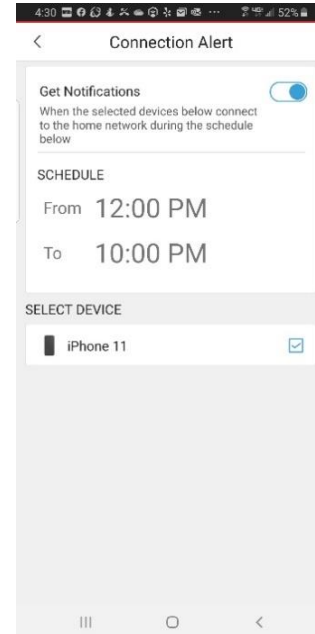 4:30 52%
Connection Alert
Get Notifications
When the selected devices below connect
to the home network during the schedule
below
SCHEDULE
From 12:00 PM
To 10:00 PM
SELECT DEVICE
iPhone 11